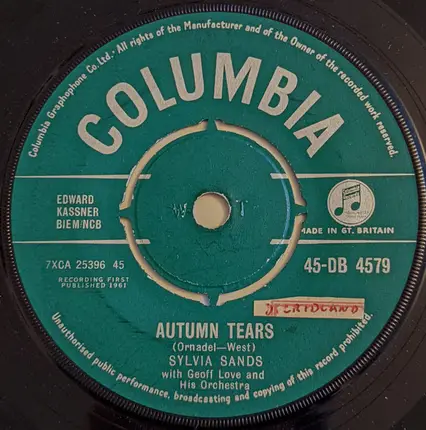 Columbia Graphophone Co. Ltd.· All rights of the Manufacturer and of the Owner of the recorded work reserved.
COLUMBIA
EDWARD
KASSNER
BIEM/NCB
MADE IN GT. BRITAIN
7XCA 25396 45
45-DB 4579
RECORDING FIRST
PUBLISHED 1961
AUTUMN TEARS
(Ornadel—West)
SYLVIA SANDS
with Geoff Love and
His Orchestra
Unauthorised public performance, broadcasting and copying of this record prohibited.